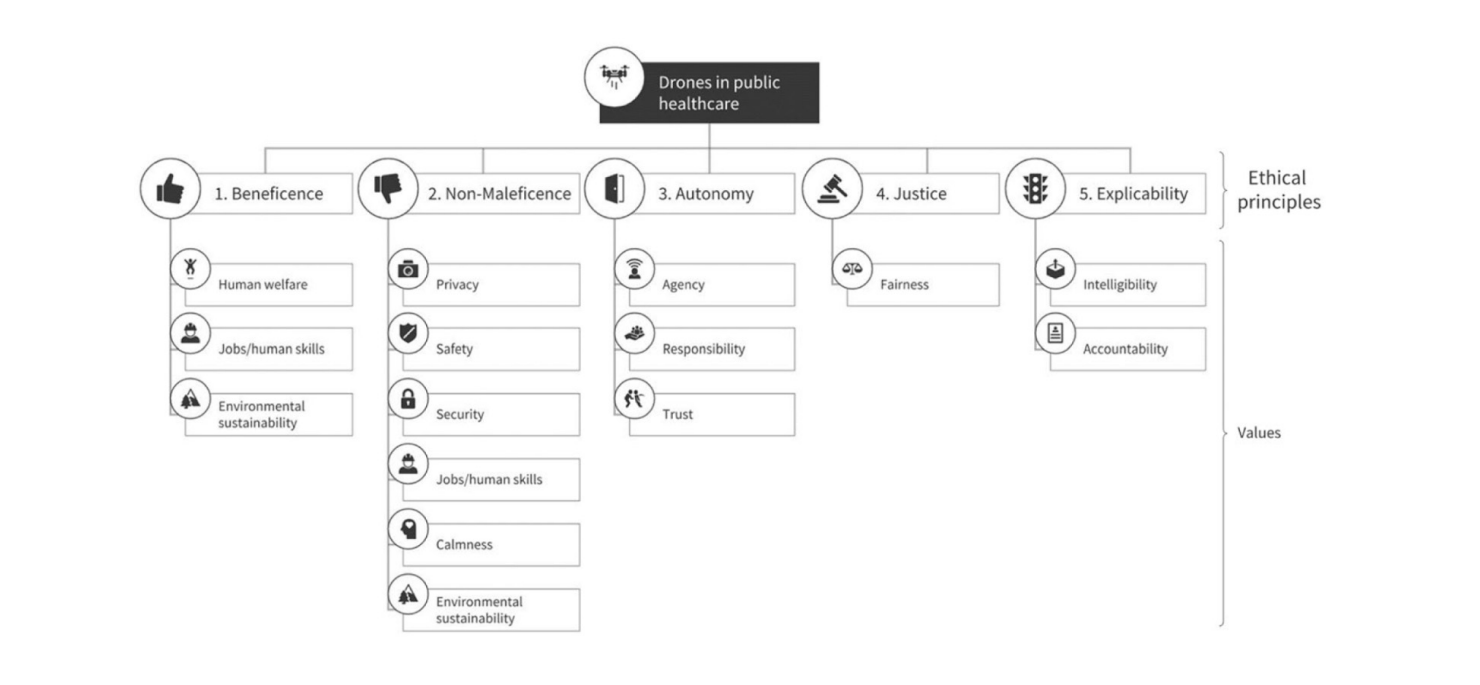 Drones in public
healthcare
1. Beneficence
2. Non-Maleficence
3. Autonomy
4. Justice
5. Explicability
Ethical
principles
Human welfare
Jobs/human skills
Environmental
sustainability
Privacy
Safety
Security
Jobs/human skills
Calmness
Environmental
sustainability
Agency
Responsibility
Trust
Fairness
Intelligibility
Accountability
Values